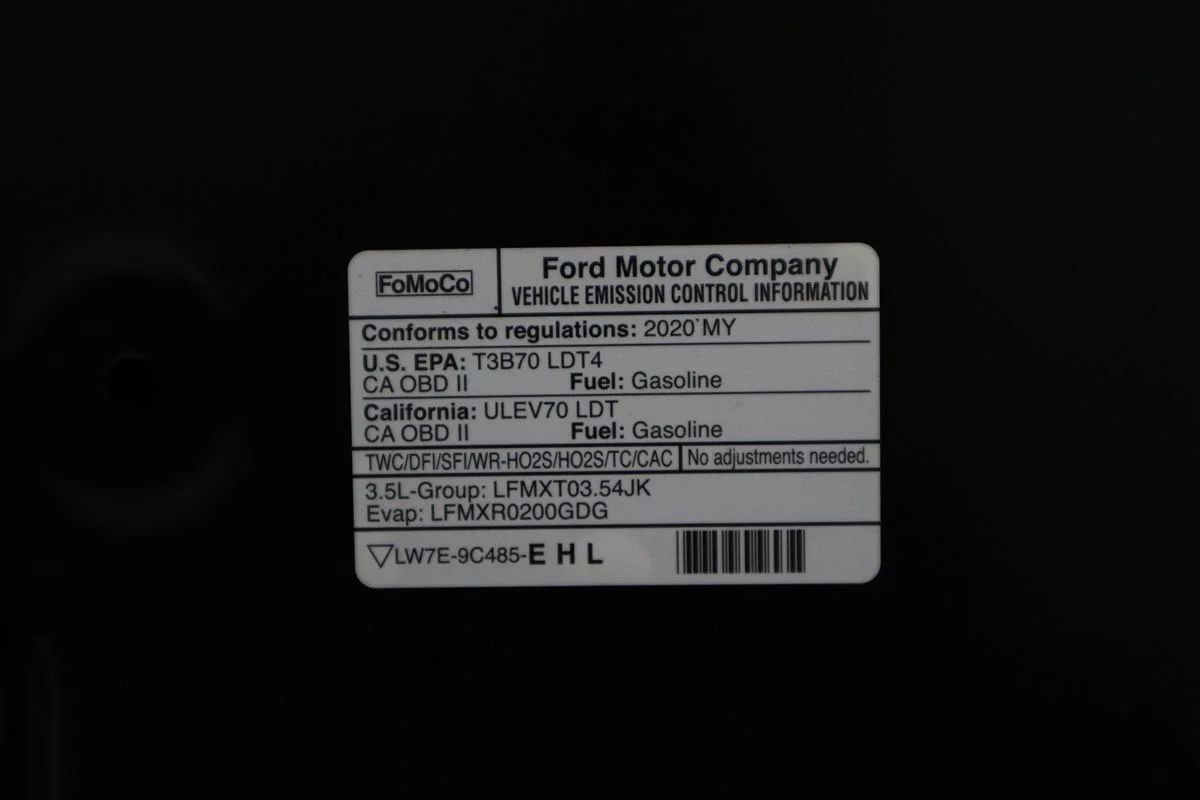 FoMoCo
Ford Motor Company
VEHICLE EMISSION CONTROL INFORMATION
Conforms to regulations: 2020 MY
U.S. EPA: T3B70 LDT4
CA OBD II Fuel: Gasoline
California: ULEV70 LDT
CA OBD II Fuel: Gasoline
TWC/DFI/SFI/WR-HO2S/HO2S/TC/CAC No adjustments needed.
3.5L-Group: LFMXT03.54JK
Evap: LFMXR0200GDG
LW7E-9C485-E H L